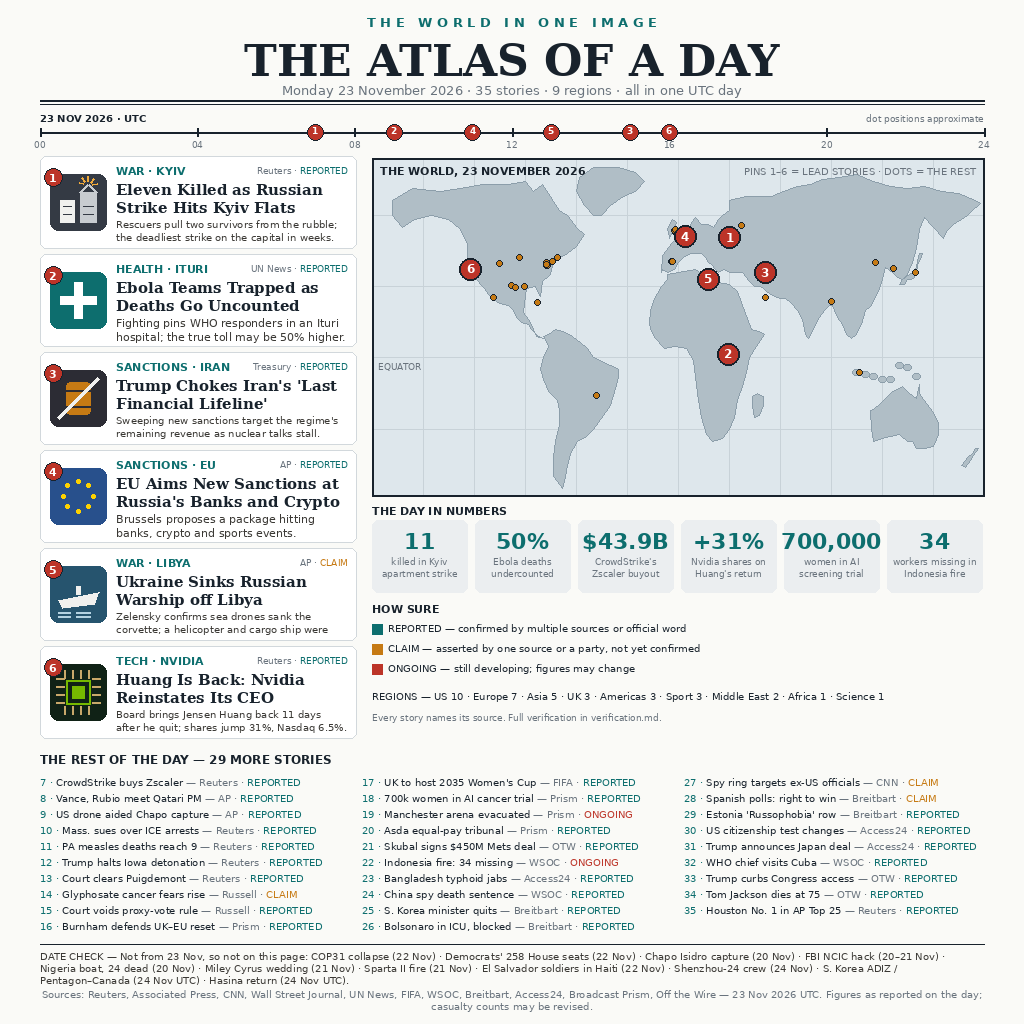 THE WORLD IN ONE IMAGE
THE ATLAS OF A DAY
Monday 23 November 2026 · 35 stories · 9 regions · all in one UTC day
23 NOV 2026 · UTC
dot positions approximate
1 2 4 5 3 6
00 04 08 12 16 20 24
1
WAR · KYIV
Reuters · REPORTED
Eleven Killed as Russian
Strike Hits Kyiv Flats
Rescuers pull two survivors from the rubble;
the deadliest strike on the capital in weeks.
2
HEALTH · ITURI
UN News · REPORTED
Ebola Teams Trapped as
Deaths Go Uncounted
Fighting pins WHO responders in an Ituri
hospital; the true toll may be 50% higher.
3
SANCTIONS · IRAN
Treasury · REPORTED
Trump Chokes Iran's 'Last
Financial Lifeline'
Sweeping new sanctions target the regime's
remaining revenue as nuclear talks stall.
4
SANCTIONS · EU
AP · REPORTED
EU Aims New Sanctions at
Russia's Banks and Crypto
Brussels proposes a package hitting
banks, crypto and sports events.
5
WAR · LIBYA
AP · CLAIM
Ukraine Sinks Russian
Warship off Libya
Zelensky confirms sea drones sank the
corvette; a helicopter and cargo ship were
6
TECH · NVIDIA
Reuters · REPORTED
Huang Is Back: Nvidia
Reinstates Its CEO
Board brings Jensen Huang back 11 days
after he quit; shares jump 31%, Nasdaq 6.5%.
THE WORLD, 23 NOVEMBER 2026
PINS 1–6 = LEAD STORIES · DOTS = THE REST
4
1
6
3
5
2
EQUATOR
THE DAY IN NUMBERS
11
killed in Kyiv
apartment strike
50%
Ebola deaths
undercounted
$43.9B
CrowdStrike's
Zscaler buyout
+31%
Nvidia shares on
Huang's return
700,000
women in AI
screening trial
34
workers missing in
Indonesia fire
HOW SURE
REPORTED — confirmed by multiple sources or official word
CLAIM — asserted by one source or a party, not yet confirmed
ONGOING — still developing; figures may change
REGIONS — US 10 · Europe 7 · Asia 5 · UK 3 · Americas 3 · Sport 3 · Middle East 2 · Africa 1 · Science 1
Every story names its source. Full verification in verification.md.
THE REST OF THE DAY — 29 MORE STORIES
7 · CrowdStrike buys Zscaler — Reuters · REPORTED
8 · Vance, Rubio meet Qatari PM — AP · REPORTED
9 · US drone aided Chapo capture — AP · REPORTED
10 · Mass. sues over ICE arrests — Reuters · REPORTED
11 · PA measles deaths reach 9 — Reuters · REPORTED
12 · Trump halts Iowa detention — Reuters · REPORTED
13 · Court clears Puigdemont — Reuters · REPORTED
14 · Glyphosate cancer fears rise — Russell · CLAIM
15 · Court voids proxy-vote rule — Russell · REPORTED
16 · Burnham defends UK–EU reset — Prism · REPORTED
17 · UK to host 2035 Women's Cup — FIFA · REPORTED
18 · 700k women in AI cancer trial — Prism · REPORTED
19 · Manchester arena evacuated — Prism · ONGOING
20 · Asda equal-pay tribunal — Prism · REPORTED
21 · Skubal signs $450M Mets deal — OTW · REPORTED
22 · Indonesia fire: 34 missing — WSOC · ONGOING
23 · Bangladesh typhoid jabs — Access24 · REPORTED
24 · China spy death sentence — WSOC · REPORTED
25 · S. Korea minister quits — Breitbart · REPORTED
26 · Bolsonaro in ICU, blocked — Breitbart · REPORTED
27 · Spy ring targets ex-US officials — CNN · CLAIM
28 · Spanish polls: right to win — Breitbart · CLAIM
29 · Estonia 'Russophobia' row — Breitbart · REPORTED
30 · US citizenship test changes — Access24 · REPORTED
31 · Trump announces Japan deal — Access24 · REPORTED
32 · WHO chief visits Cuba — WSOC · REPORTED
33 · Trump curbs Congress access — OTW · REPORTED
34 · Tom Jackson dies at 75 — OTW · REPORTED
35 · Houston No. 1 in AP Top 25 — Reuters · REPORTED
DATE CHECK — Not from 23 Nov, so not on this page: COP31 collapse (22 Nov) · Democrats' 258 House seats (22 Nov) · Chapo Isidro capture (20 Nov) · FBI NCIC hack (20–21 Nov) ·
Nigeria boat, 24 dead (20 Nov) · Miley Cyrus wedding (21 Nov) · Sparta II fire (21 Nov) · El Salvador soldiers in Haiti (22 Nov) · Shenzhou-24 crew (24 Nov) · S. Korea ADIZ /
Pentagon–Canada (24 Nov UTC) · Hasina return (24 Nov UTC).
Sources: Reuters, Associated Press, CNN, Wall Street Journal, UN News, FIFA, WSOC, Breitbart, Access24, Broadcast Prism, Off the Wire — 23 Nov 2026 UTC. Figures as reported on the day;
casualty counts may be revised.